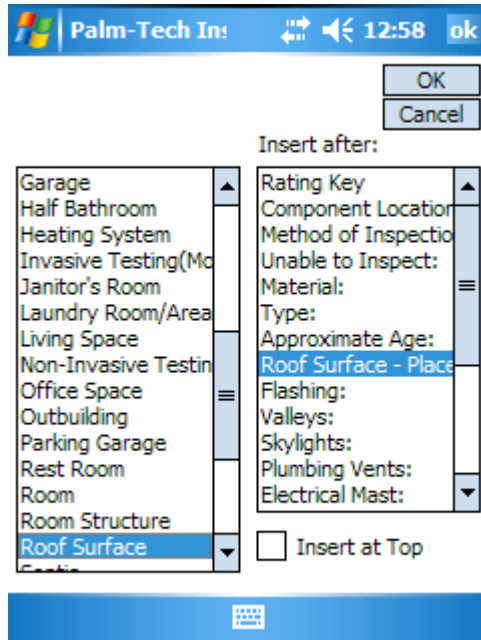 Palm-Tech Ins
12:58
ok
OK
Cancel
Insert after:
Garage
Half Bathroom
Heating System
Invasive Testing(Mo
Janitor's Room
Laundry Room/Area
Living Space
Non-Invasive Testin
Office Space
Outbuilding
Parking Garage
Rest Room
Room
Room Structure
Roof Surface
Septic
Rating Key
Component Location
Method of Inspectio
Unable to Inspect:
Material:
Type:
Approximate Age:
Roof Surface - Place
Flashing:
Valleys:
Skylights:
Plumbing Vents:
Electrical Mast:
Insert at Top